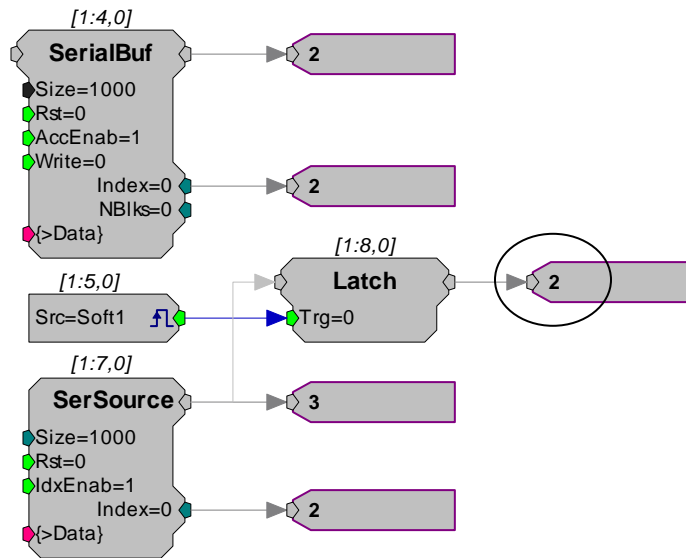 [1:4,0]
SerialBuf
2
Size=1000
Rst=0
AccEnab=1
Write=0
Index=0
2
NBlks=0
{>Data}
[1:8,0]
Latch
2
[1:5,0]
Src=Soft1
Trg=0
[1:7,0]
SerSource
3
Size=1000
Rst=0
IdxEnab=1
Index=0
2
{>Data}